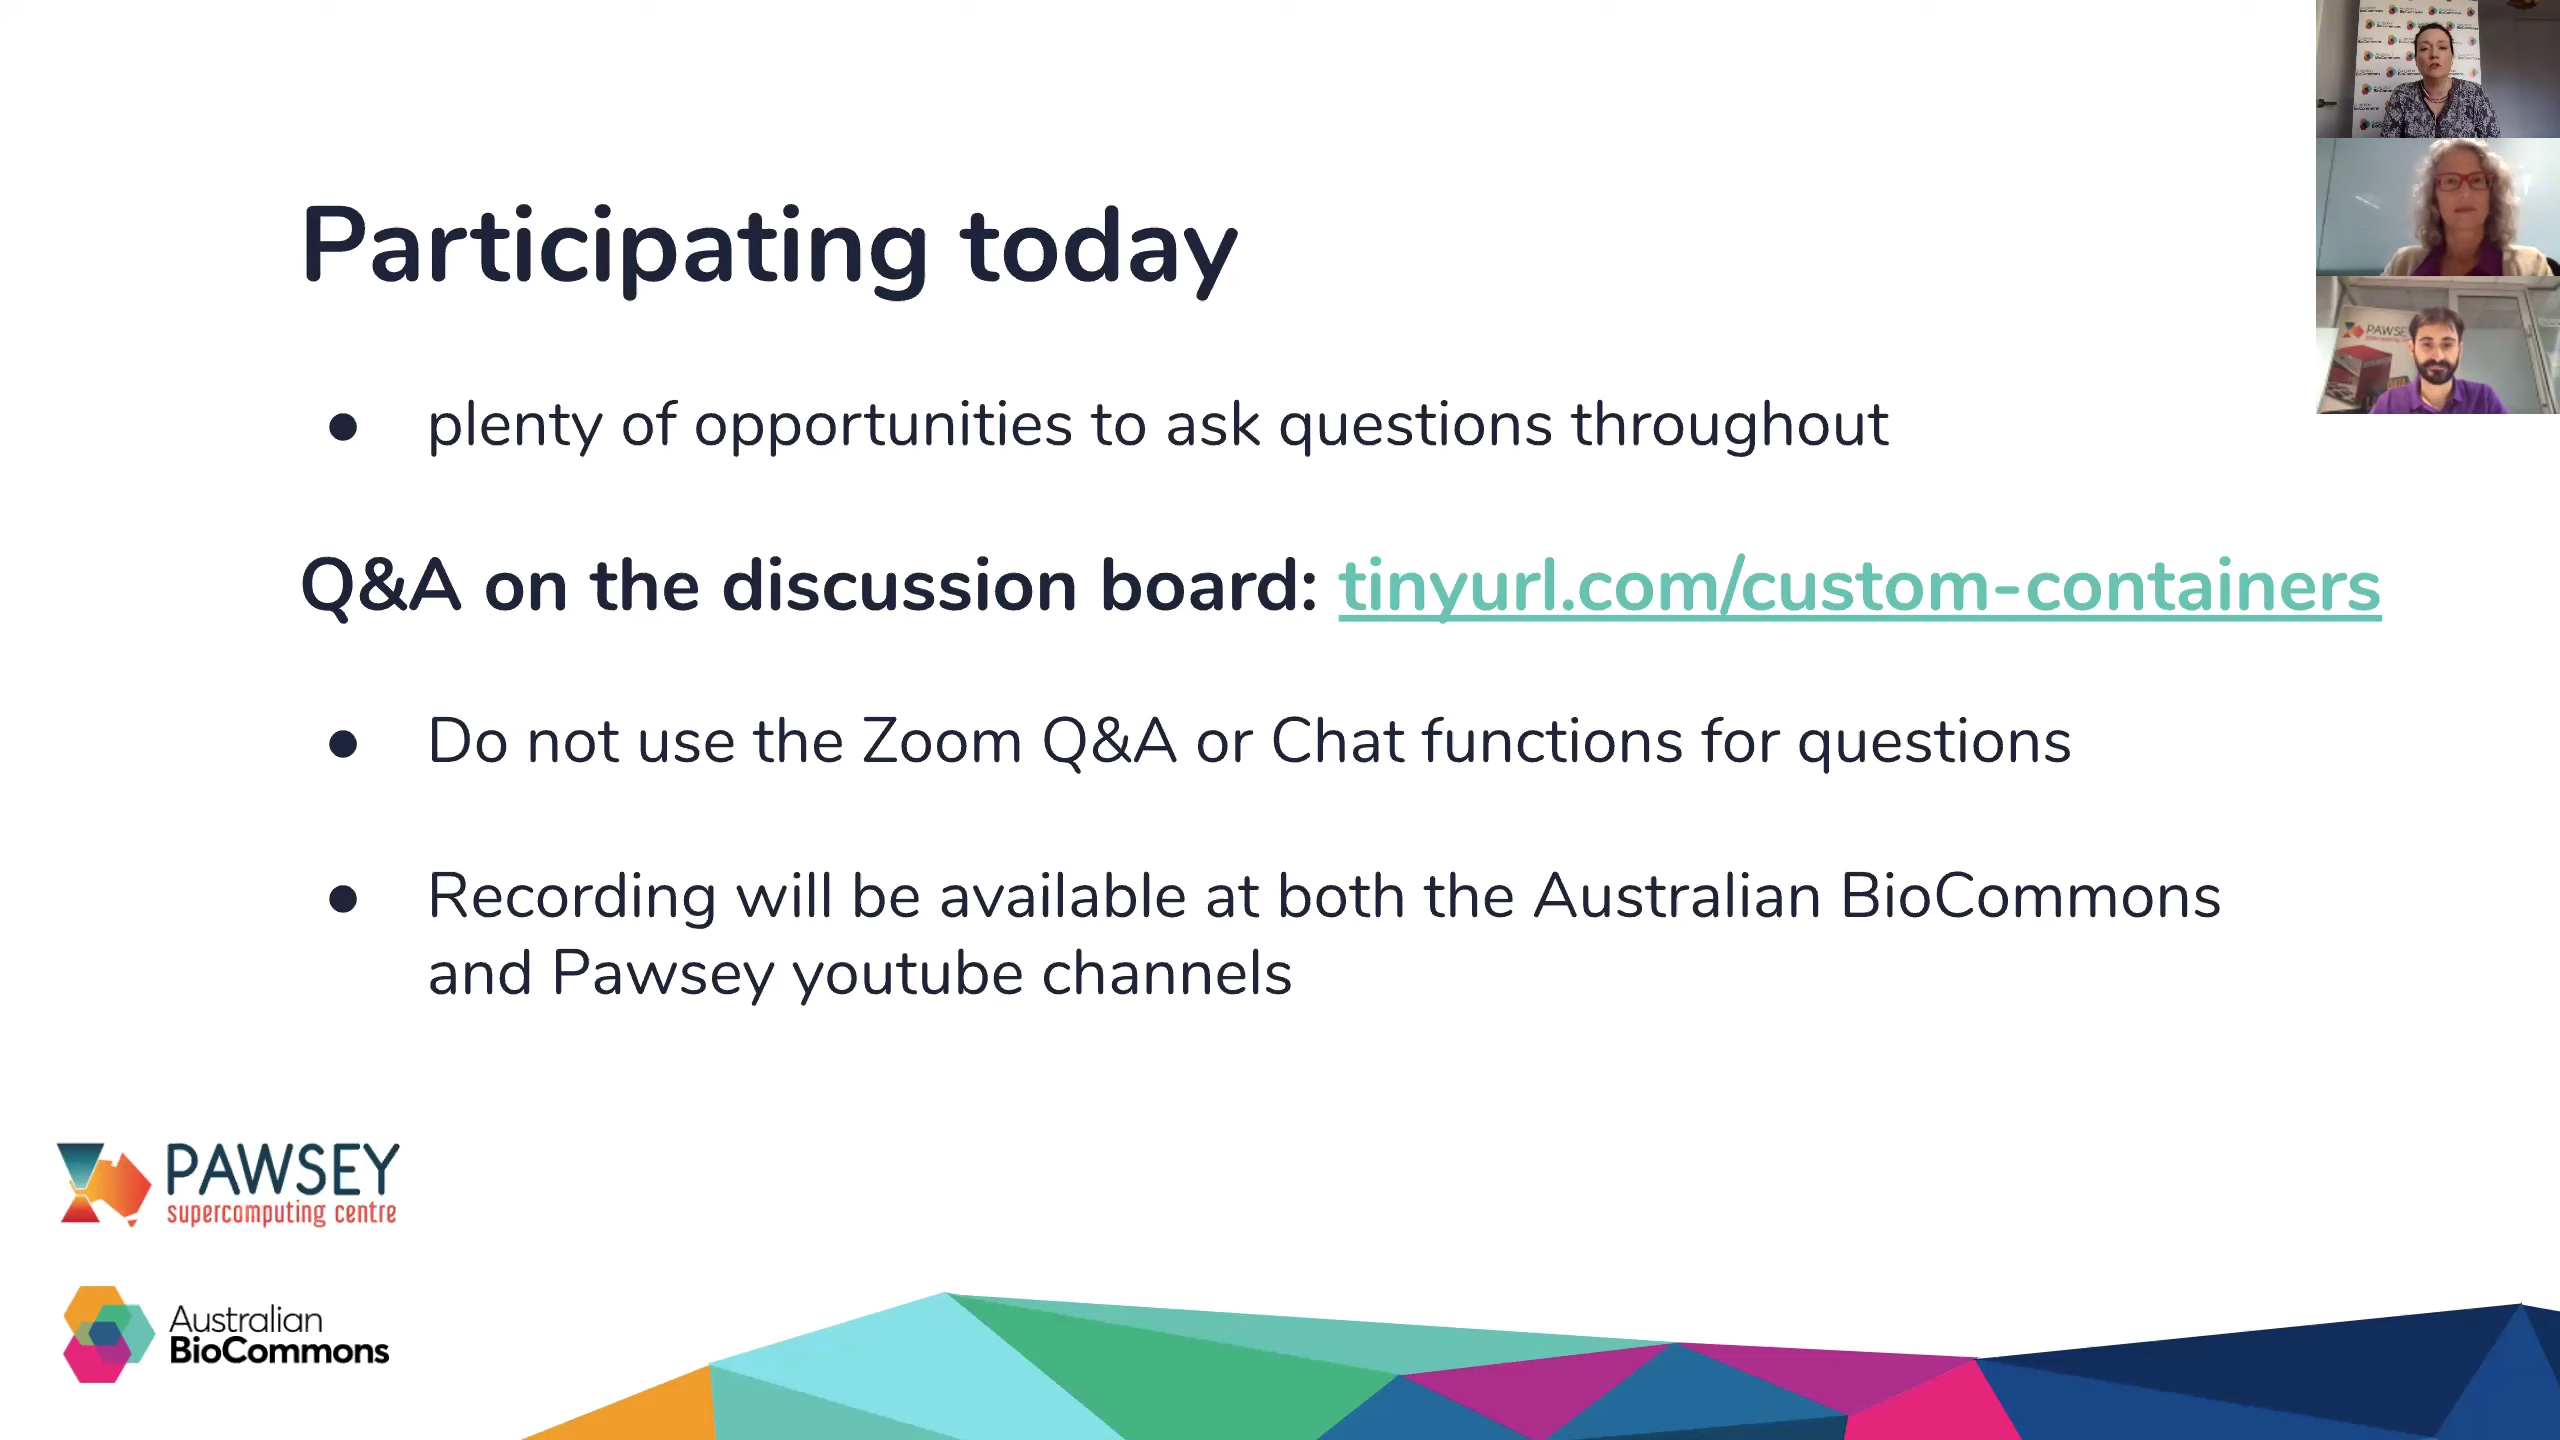 Participating today
● plenty of opportunities to ask questions throughout
Q&A on the discussion board: tinyurl.com/custom-containers
● Do not use the Zoom Q&A or Chat functions for questions
● Recording will be available at both the Australian BioCommons
and Pawsey youtube channels
PAWSEY
supercomputing centre
Australian
BioCommons